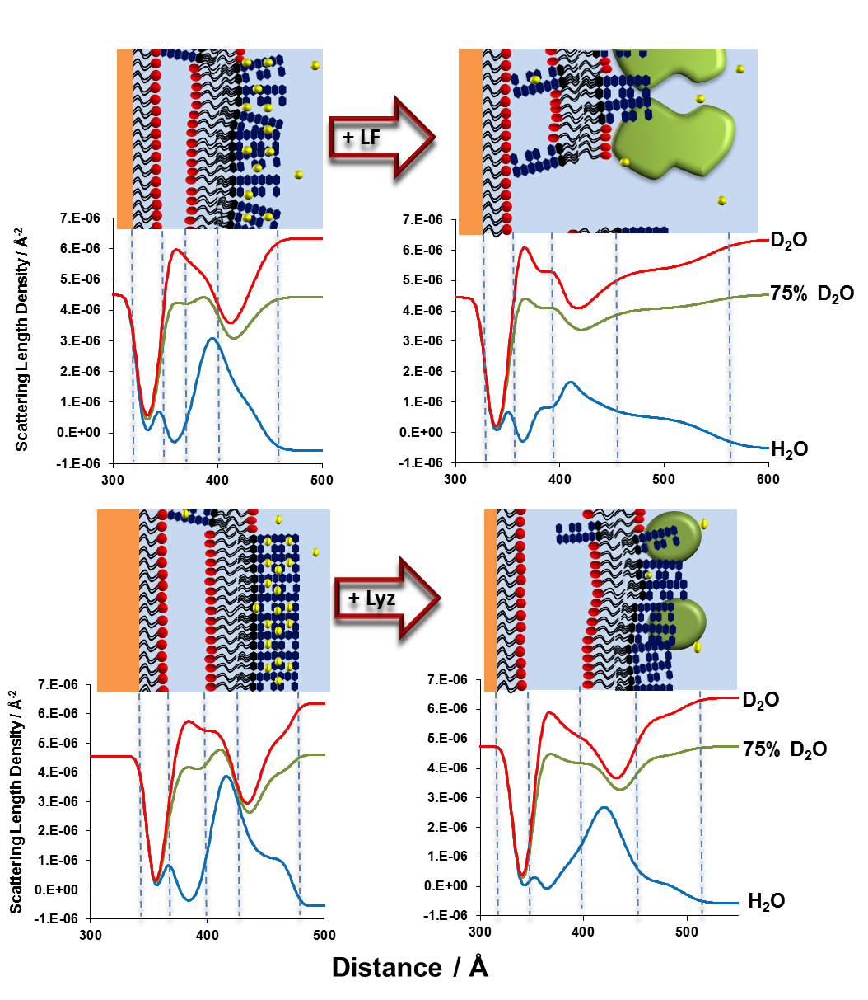 + LF
Scattering Length Density / Å-2
7.E-06
6.E-06
5.E-06
4.E-06
3.E-06
2.E-06
1.E-06
0.E+00
-1.E-06
300
400
500
7.E-06
6.E-06
5.E-06
4.E-06
3.E-06
2.E-06
1.E-06
0.E+00
-1.E-06
300
400
500
600
D2O
75% D2O
H2O
+ Lyz
Scattering Length Density / Å-2
7.E-06
6.E-06
5.E-06
4.E-06
3.E-06
2.E-06
1.E-06
0.E+00
-1.E-06
300
400
500
7.E-06
6.E-06
5.E-06
4.E-06
3.E-06
2.E-06
1.E-06
0.E+00
-1.E-06
300
400
500
D2O
75% D2O
H2O
Distance / Å